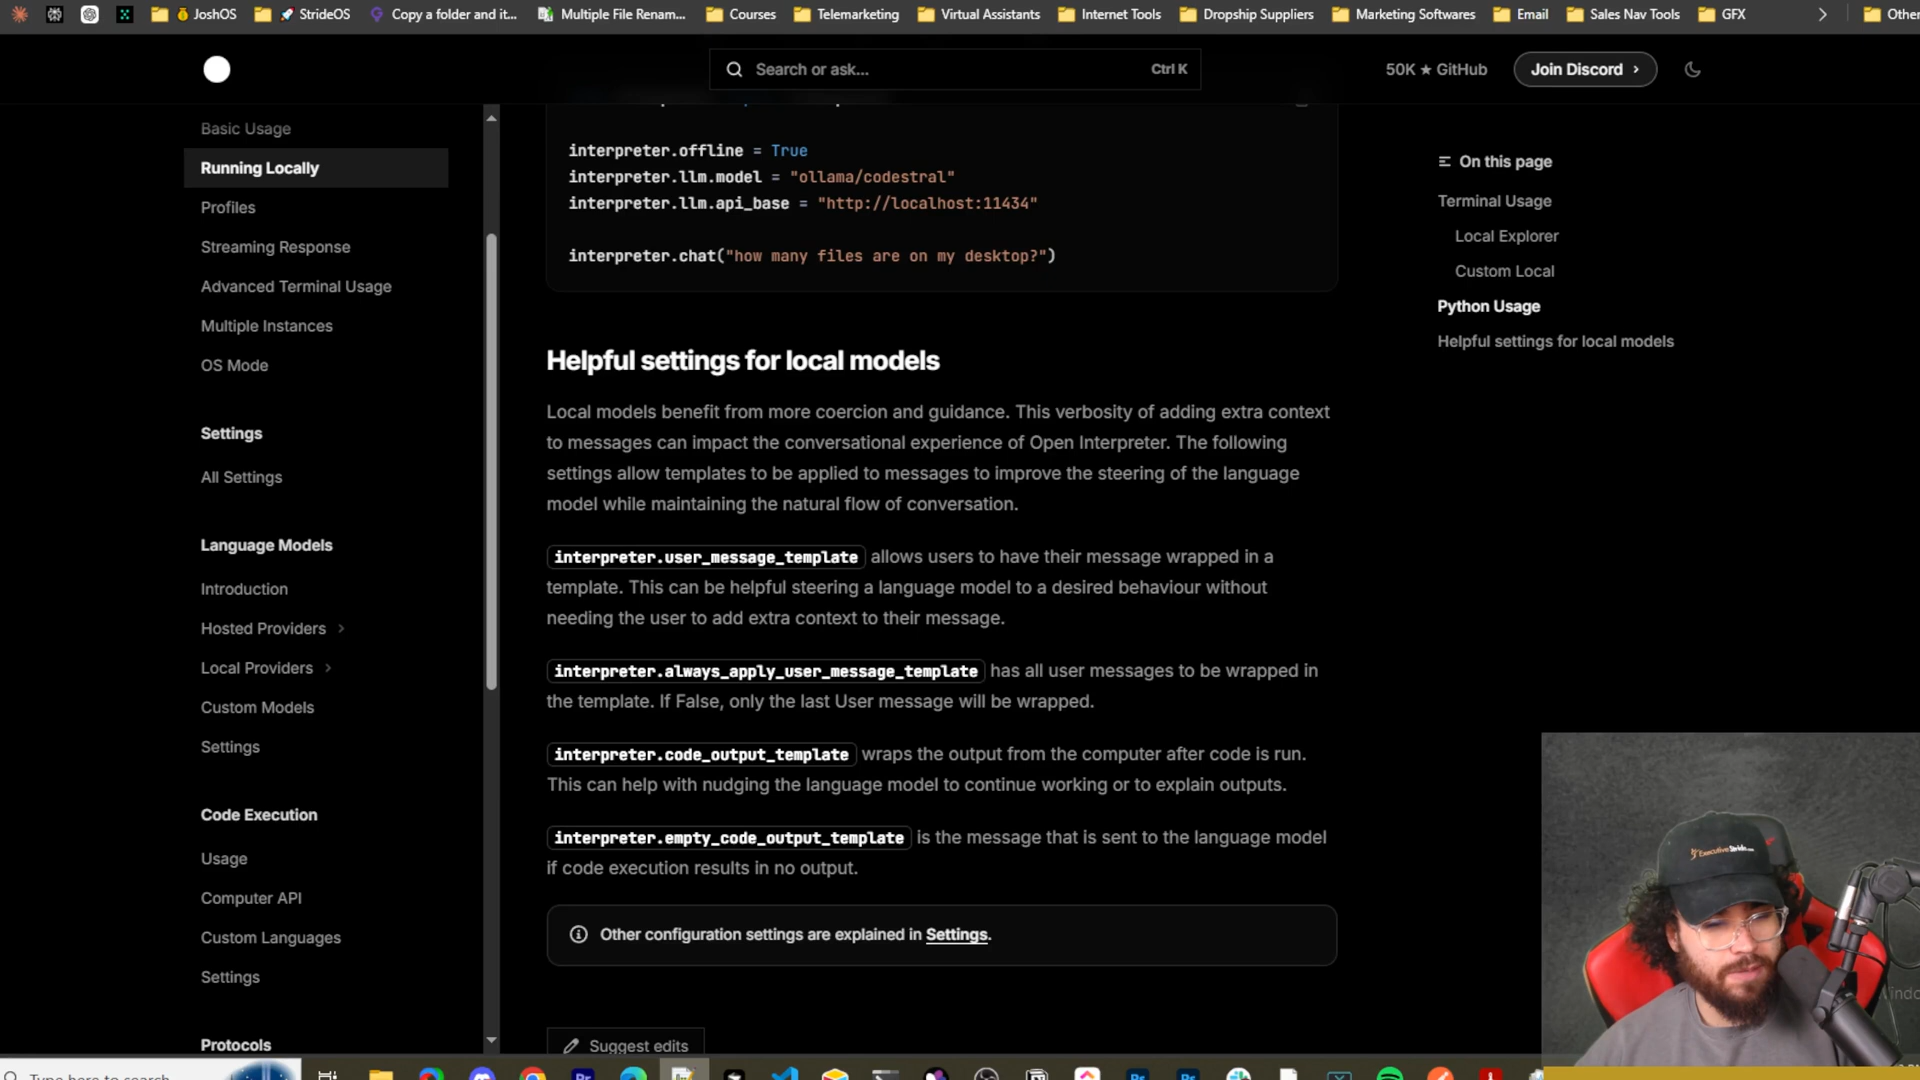 JoshOS
StrideOS
Copy a folder and it...
Multiple File Renam...
Courses
Telemarketing
Virtual Assistants
Internet Tools
Dropship Suppliers
Marketing Softwares
Email
Sales Nav Tools
GFX
Other
Search or ask...
Ctrl K
50K ★ GitHub
Join Discord
Basic Usage
Running Locally
Profiles
Streaming Response
Advanced Terminal Usage
Multiple Instances
OS Mode
Settings
All Settings
Language Models
Introduction
Hosted Providers
Local Providers
Custom Models
Settings
Code Execution
Usage
Computer API
Custom Languages
Settings
Protocols
interpreter.offline = True
interpreter.llm.model = "ollama/codestral"
interpreter.llm.api_base = "http://localhost:11434"
interpreter.chat("how many files are on my desktop?")
Helpful settings for local models
Local models benefit from more coercion and guidance. This verbosity of adding extra context
to messages can impact the conversational experience of Open Interpreter. The following
settings allow templates to be applied to messages to improve the steering of the language
model while maintaining the natural flow of conversation.
interpreter.user_message_template allows users to have their message wrapped in a
template. This can be helpful steering a language model to a desired behaviour without
needing the user to add extra context to their message.
interpreter.always_apply_user_message_template has all user messages to be wrapped in
the template. If False, only the last User message will be wrapped.
interpreter.code_output_template wraps the output from the computer after code is run.
This can help with nudging the language model to continue working or to explain outputs.
interpreter.empty_code_output_template is the message that is sent to the language model
if code execution results in no output.
Other configuration settings are explained in Settings.
Suggest edits
On this page
Terminal Usage
Local Explorer
Custom Local
Python Usage
Helpful settings for local models
ExecutiveStride
Type here to search